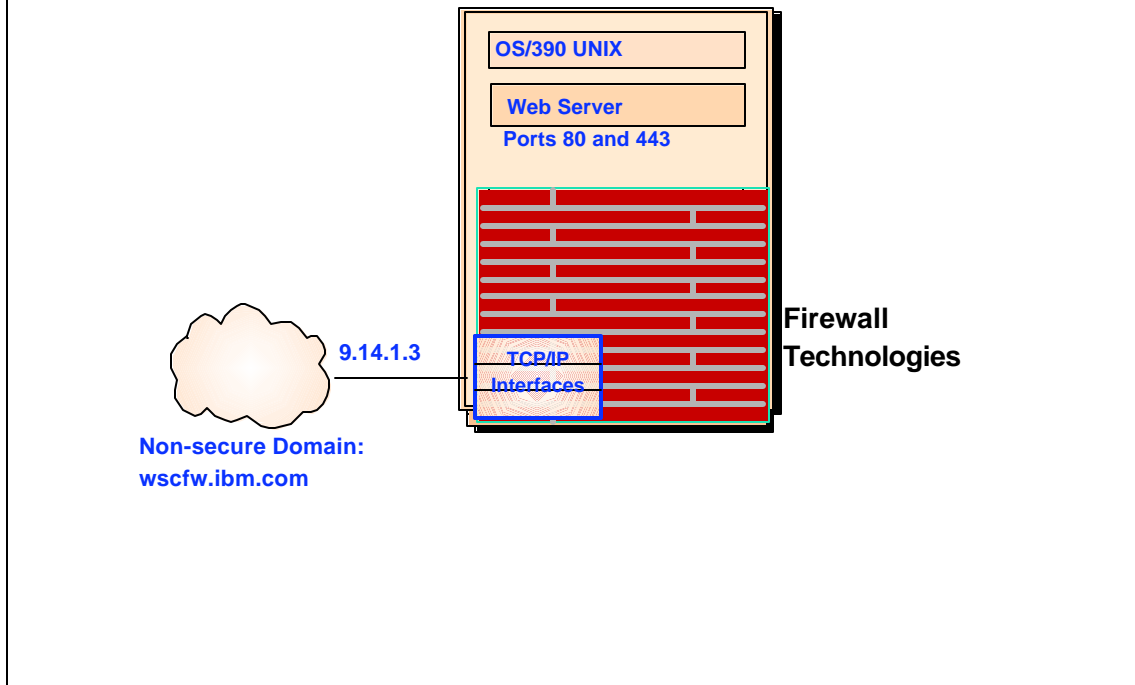 OS/390 UNIX
Web Server
Ports 80 and 443
Firewall
Technologies
9.14.1.3
TCP/IP
Interfaces
Non-secure Domain:
wscfw.ibm.com